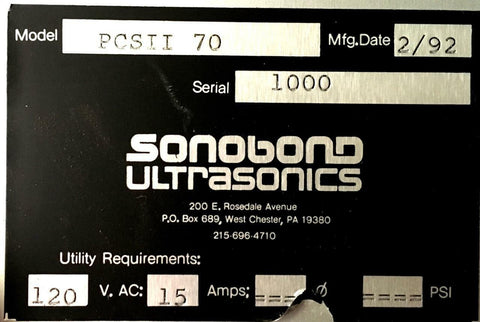 Model PCSII 70 Mfg. Date 2/92
Serial 1000
sonobond
ULTRASONICS
200 E. Rosedale Avenue
P.O. Box 689, West Chester, PA 19380
215-696-4710
Utility Requirements:
120 V. AC: 15 Amps: ==== Ø ==== PSI